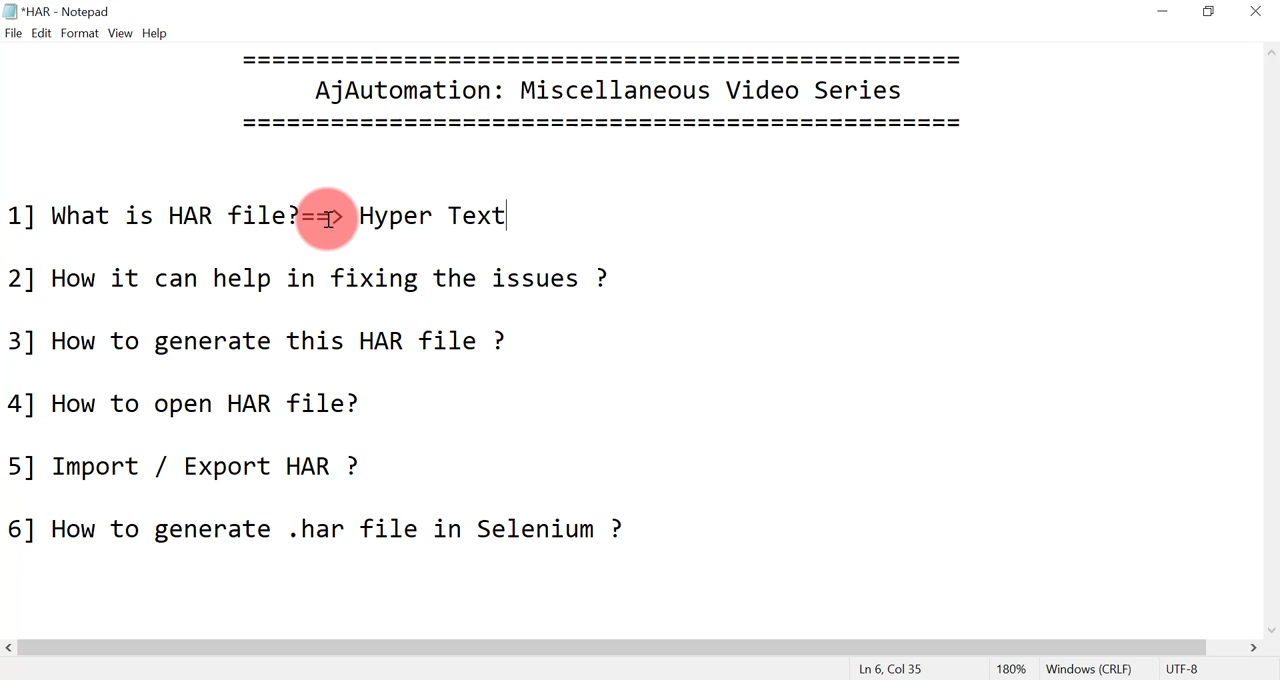 *HAR - Notepad
File Edit Format View Help
=================================================
AjAutomation: Miscellaneous Video Series
=================================================
1] What is HAR file?==> Hyper Text
2] How it can help in fixing the issues ?
3] How to generate this HAR file ?
4] How to open HAR file?
5] Import / Export HAR ?
6] How to generate .har file in Selenium ?
Ln 6, Col 35 180% Windows (CRLF) UTF-8